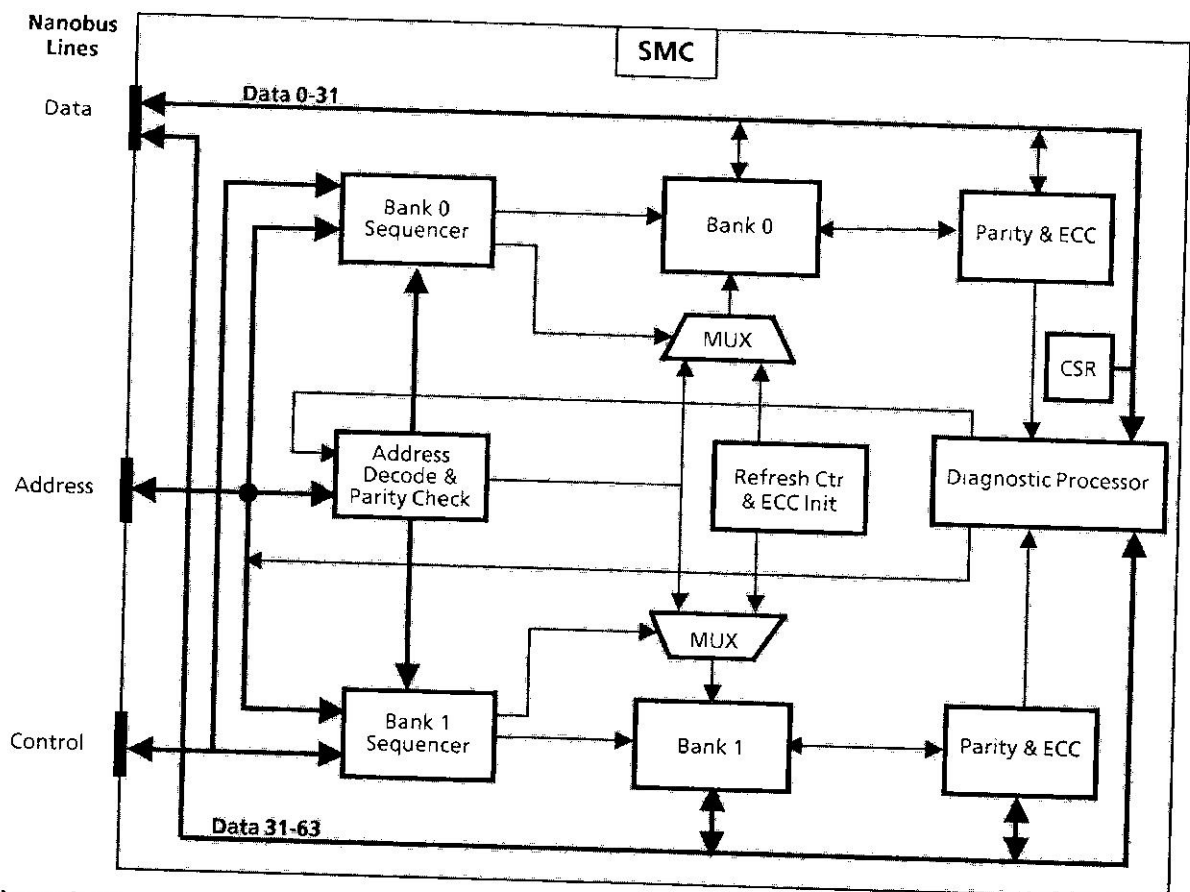 Nanobus
Lines
SMC
Data
Data 0-31
Bank 0
Sequencer
Bank 0
Parity & ECC
MUX
CSR
Address
Address
Decode &
Parity Check
Refresh Ctr
& ECC Init
Diagnostic Processor
MUX
Control
Bank 1
Sequencer
Bank 1
Parity & ECC
Data 31-63